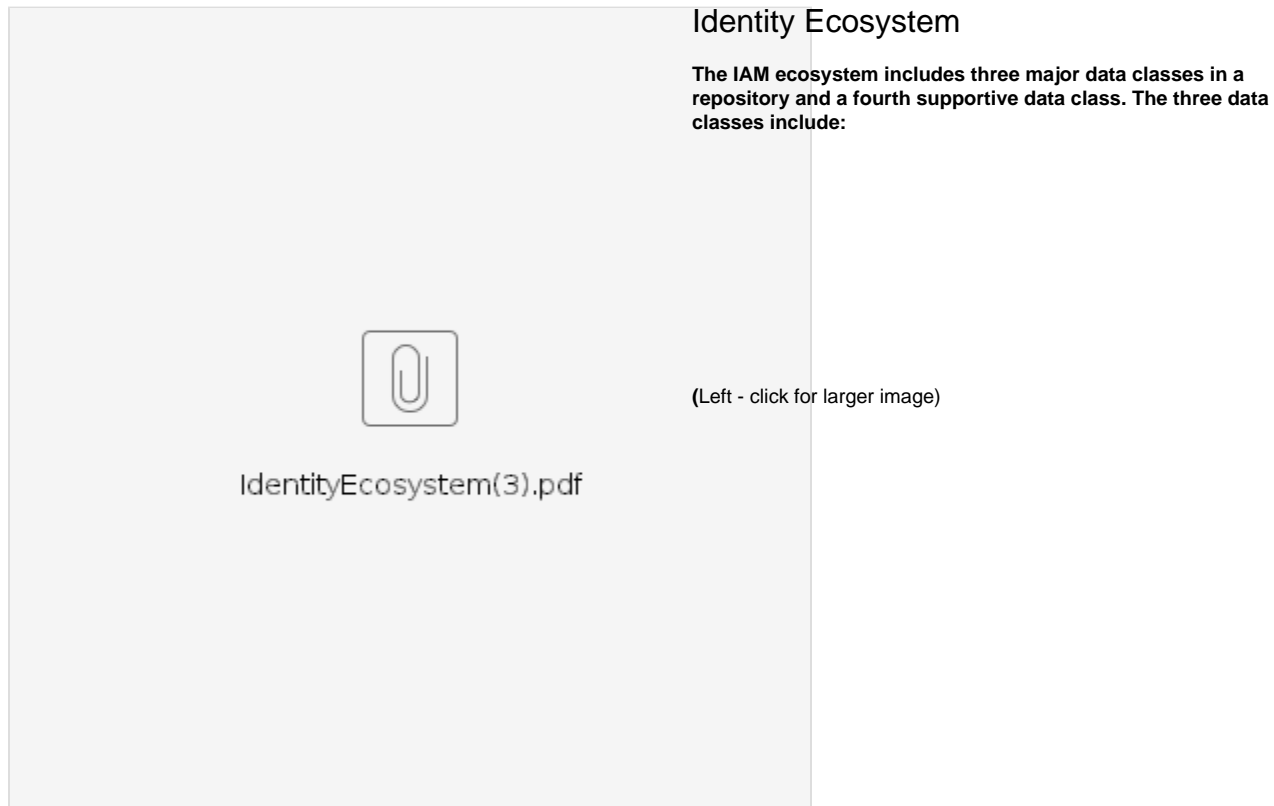 Identity Ecosystem
The IAM ecosystem includes three major data classes in a
repository and a fourth supportive data class. The three data
classes include:
(Left - click for larger image)
IdentityEcosystem(3).pdf